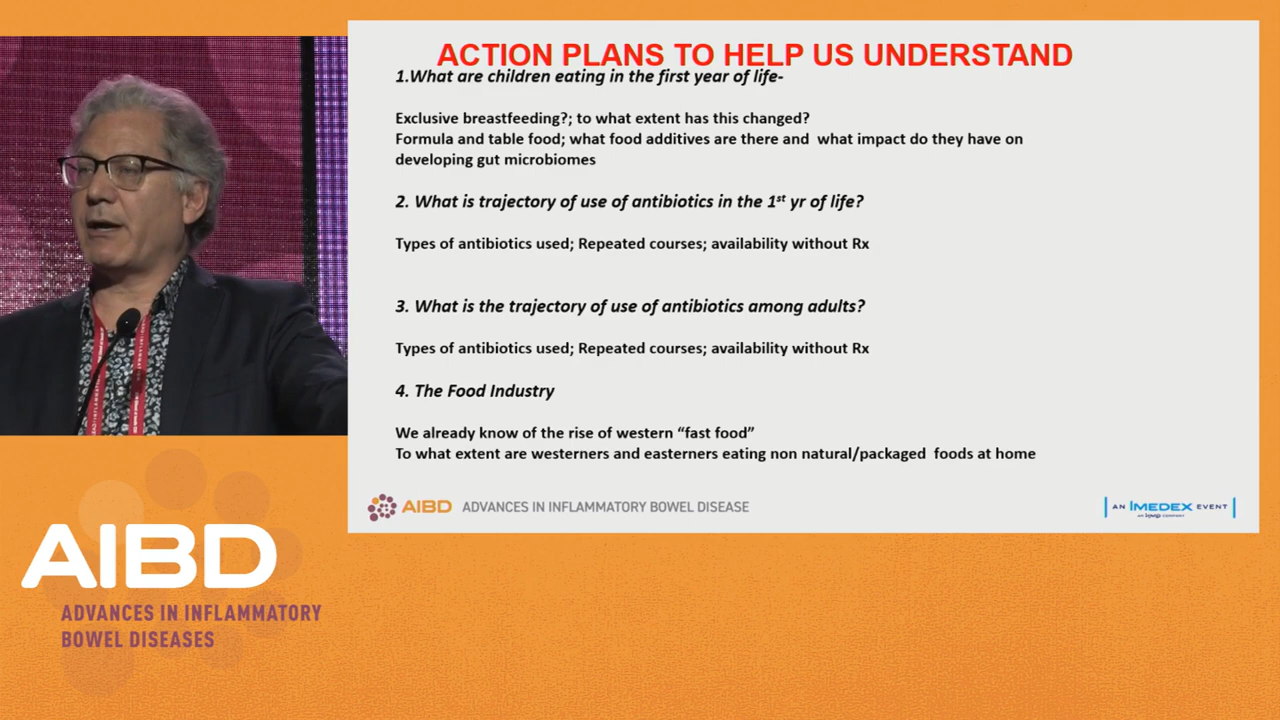 ACTION PLANS TO HELP US UNDERSTAND
1.What are children eating in the first year of life-
Exclusive breastfeeding?; to what extent has this changed?
Formula and table food; what food additives are there and what impact do they have on
developing gut microbiomes
2. What is trajectory of use of antibiotics in the 1st yr of life?
Types of antibiotics used; Repeated courses; availability without Rx
3. What is the trajectory of use of antibiotics among adults?
Types of antibiotics used; Repeated courses; availability without Rx
4. The Food Industry
We already know of the rise of western “fast food”
To what extent are westerners and easterners eating non natural/packaged foods at home
AIBD ADVANCES IN INFLAMMATORY BOWEL DISEASE
AN IMEDEX EVENT
AIBD
ADVANCES IN INFLAMMATORY
BOWEL DISEASES